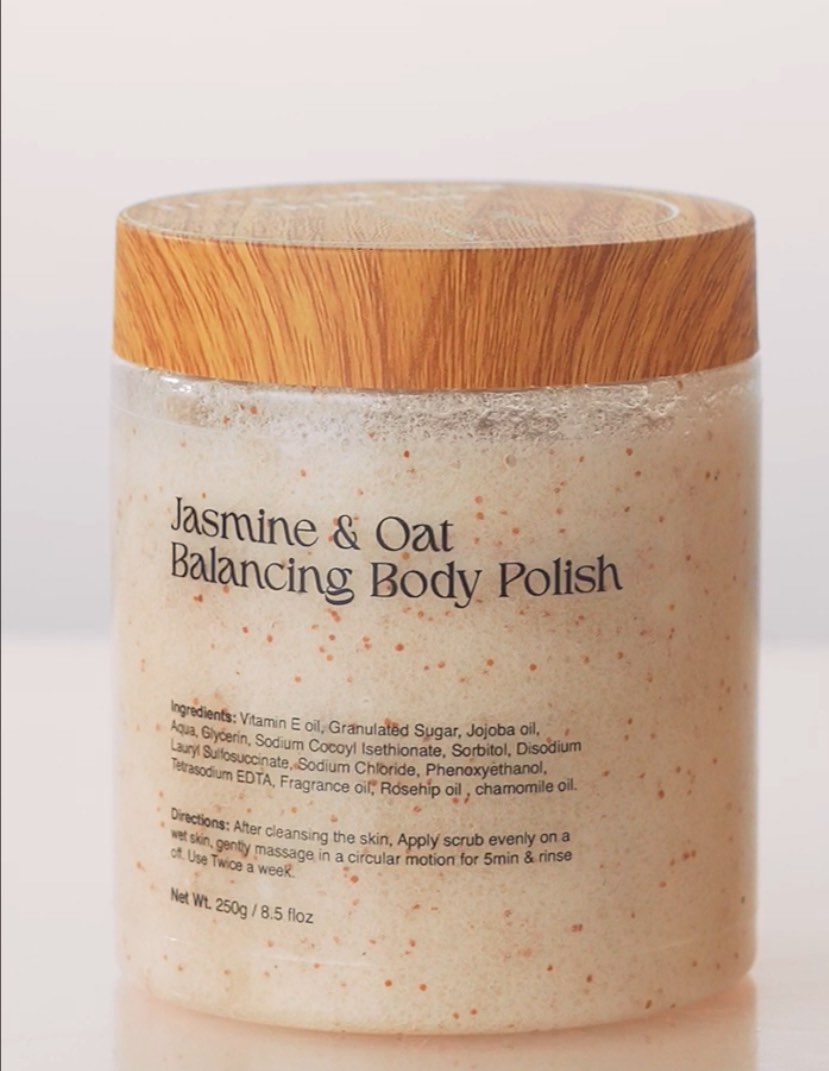 Jasmine & Oat
Balancing Body Polish
Ingredients: Vitamin E oil, Granulated Sugar, Jojoba oil,
Aqua, Glycerin, Sodium Cocoyl Isethionate, Sorbitol, Disodium
Lauryl Sulfosuccinate, Sodium Chloride, Phenoxyethanol,
Tetrasodium EDTA, Fragrance oil, Rosehip oil , chamomile oil.
Directions: After cleansing the skin, Apply scrub evenly on a
wet skin, gently massage in a circular motion for 5min & rinse
off. Use Twice a week.
Net Wt. 250g / 8.5 floz